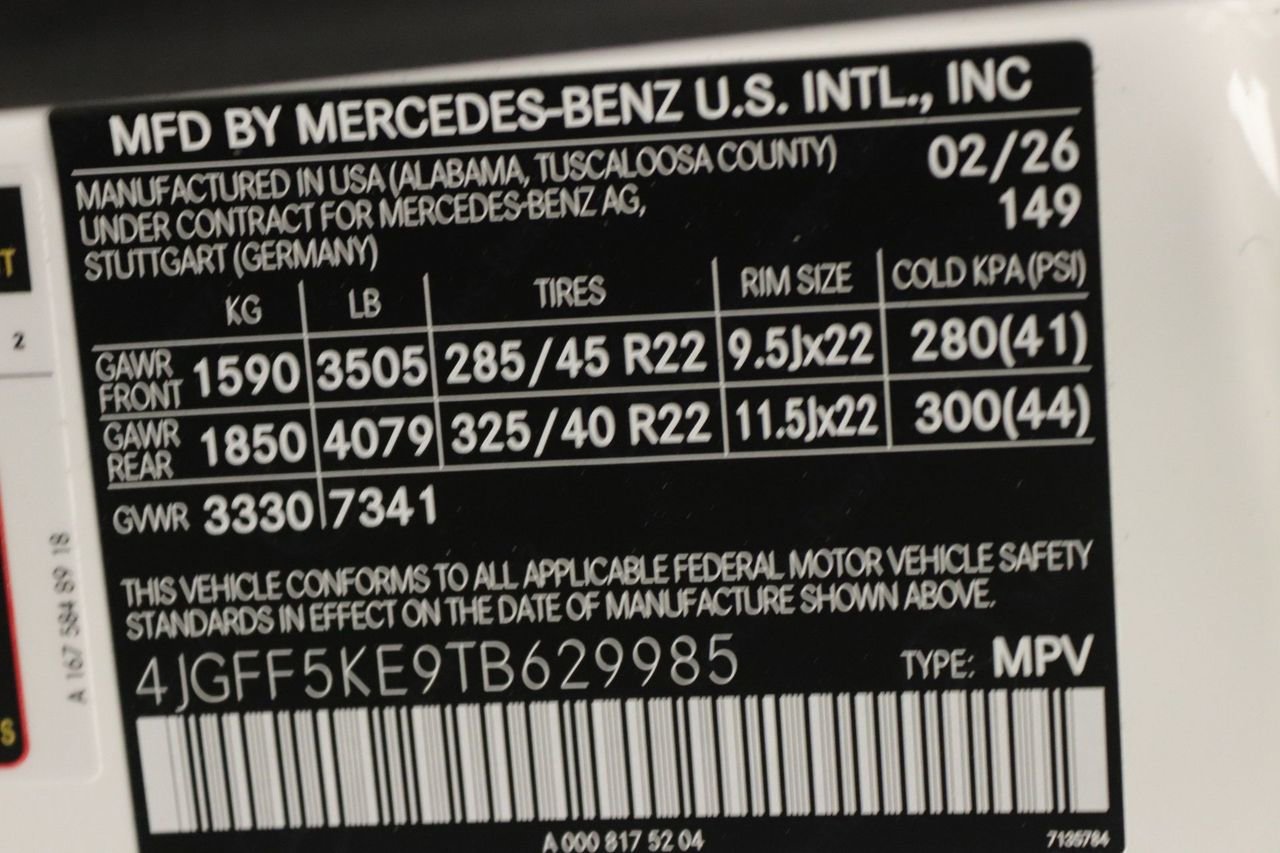 MFD BY MERCEDES-BENZ U.S. INTL., INC
MANUFACTURED IN USA (ALABAMA, TUSCALOOSA COUNTY) 02/26
UNDER CONTRACT FOR MERCEDES-BENZ AG, 149
STUTTGART (GERMANY)
KG LB TIRES RIM SIZE COLD KPA (PSI)
GAWR FRONT 1590 3505 285/45 R22 9.5Jx22 280(41)
GAWR REAR 1850 4079 325/40 R22 11.5Jx22 300(44)
GVWR 3330 7341
THIS VEHICLE CONFORMS TO ALL APPLICABLE FEDERAL MOTOR VEHICLE SAFETY
STANDARDS IN EFFECT ON THE DATE OF MANUFACTURE SHOWN ABOVE.
4JGFF5KE9TB629985 TYPE: MPV
A 000 817 52 04 7135784
A 167 584 89 18
2